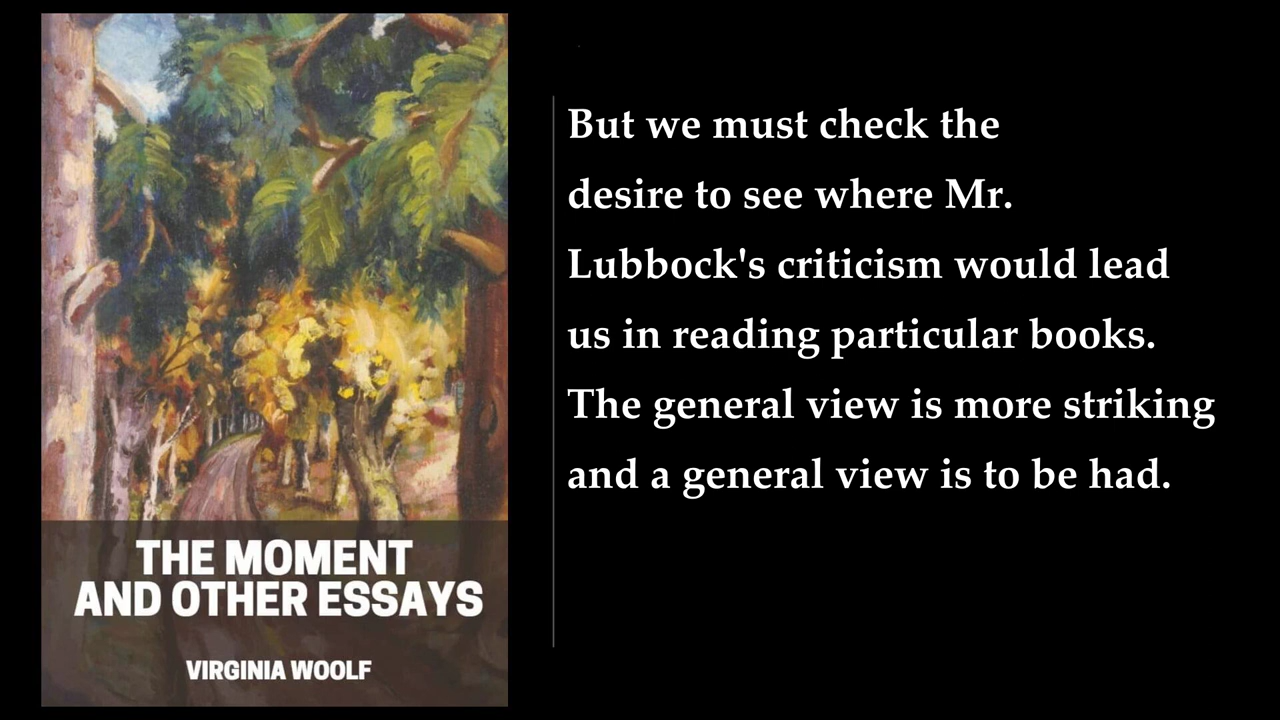 But we must check the
desire to see where Mr.
Lubbock's criticism would lead
us in reading particular books.
The general view is more striking
and a general view is to be had.
THE MOMENT
AND OTHER ESSAYS
VIRGINIA WOOLF